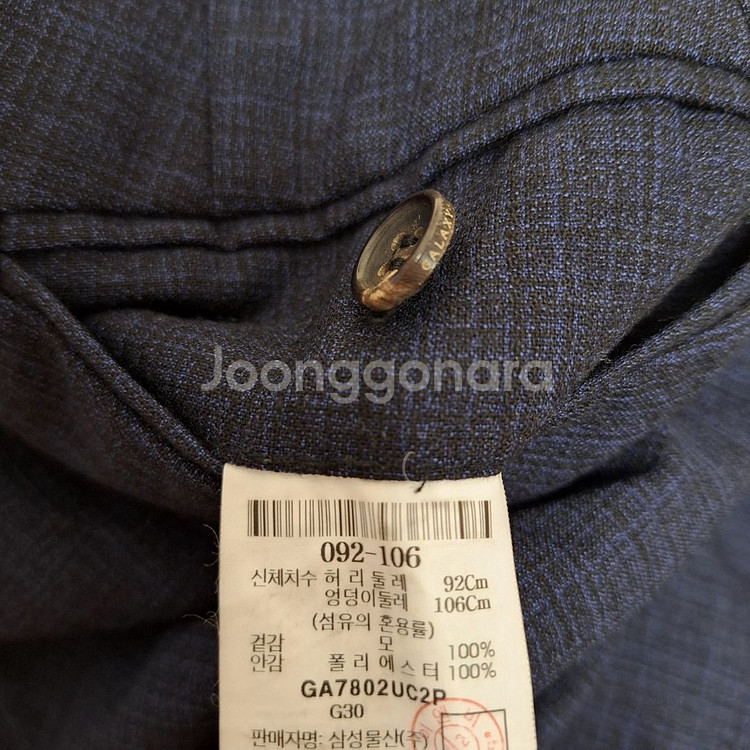 GALAXY
Joonggonara
092-106
신체치수 허 리 둘 레 92Cm
엉덩이둘레 106Cm
(섬유의 혼용률)
겉감 모 100%
안감 폴 리 에 스 터 100%
GA7802UC2P
G30
판매자명: 삼성물산(주)